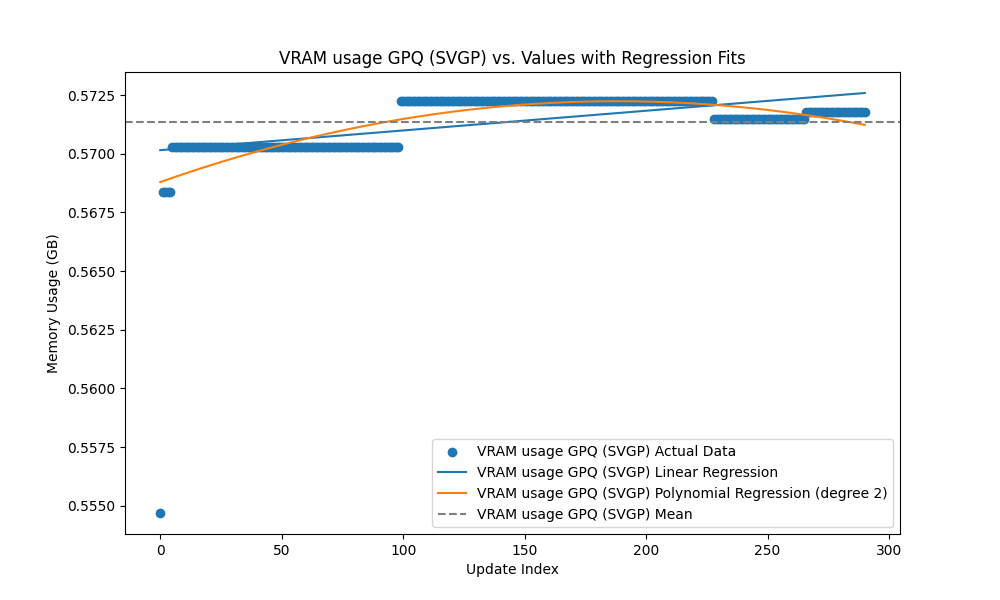 VRAM usage GPQ (SVGP) vs. Values with Regression Fits
0.5725
0.5700
0.5675
0.5650
0.5625
0.5600
0.5575
0.5550
Memory Usage (GB)
VRAM usage GPQ (SVGP) Actual Data
VRAM usage GPQ (SVGP) Linear Regression
VRAM usage GPQ (SVGP) Polynomial Regression (degree 2)
VRAM usage GPQ (SVGP) Mean
0 50 100 150 200 250 300
Update Index